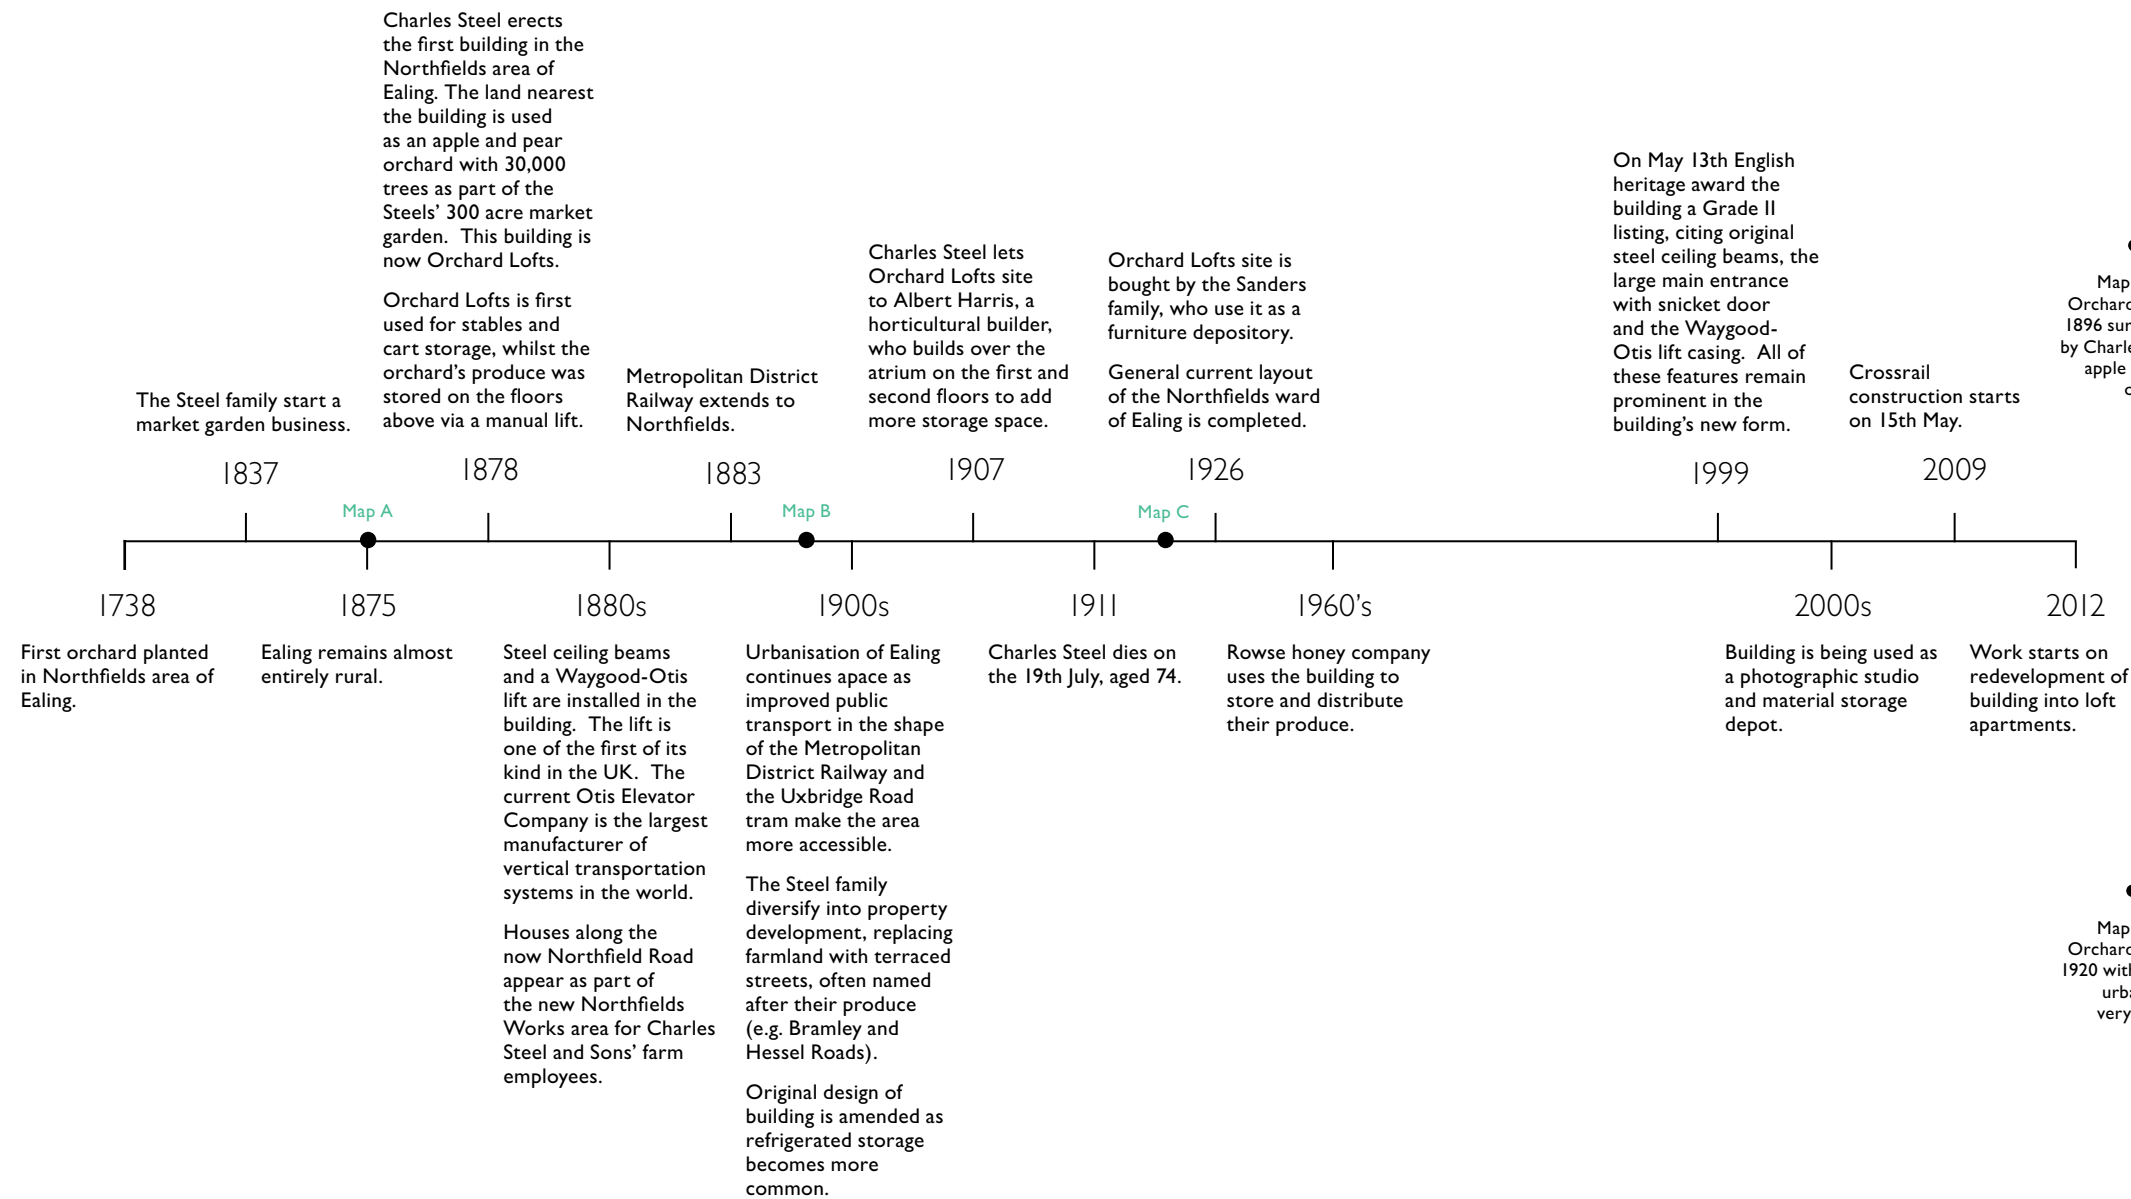 Charles Steel erects
the first building in the
Northfields area of
Ealing. The land nearest
the building is used
as an apple and pear
orchard with 30,000
trees as part of the
Steels’ 300 acre market
garden.  This building is
now Orchard Lofts.
Orchard Lofts is first
used for stables and
cart storage, whilst the
orchard’s produce was
stored on the floors
above via a manual lift.
On May 13th English
heritage award the
building a Grade II
listing, citing original
steel ceiling beams, the
large main entrance
with snicket door
and the Waygood-
Otis lift casing.  All of
these features remain
prominent in the
building’s new form.
Charles Steel lets
Orchard Lofts site
to Albert Harris, a
horticultural builder,
who builds over the
atrium on the first and
second floors to add
more storage space.
Orchard Lofts site is
bought by the Sanders
family, who use it as a
furniture depository.
General current layout
of the Northfields ward
of Ealing is completed.
Metropolitan District
Railway extends to
Northfields.
The Steel family start a
market garden business.
Crossrail
construction starts
on 15th May.
Map
1896
by
apple
1837
1878
1883
1907
1926
1999
2009
Map A
Map B
Map C
1738
1875
1880s
1900s
1911
1960’s
2000s
2012
First orchard planted
in Northfields area of
Ealing.
Ealing remains almost
entirely rural.
Steel ceiling beams
and a Waygood-Otis
lift are installed in the
building.  The lift is
one of the first of its
kind in the UK.  The
current Otis Elevator
Company is the largest
manufacturer of
vertical transportation
systems in the world.
Houses along the
now Northfield Road
appear as part of
the new Northfields
Works area for Charles
Steel and Sons’ farm
employees.
Urbanisation of Ealing
continues apace as
improved public
transport in the shape
of the Metropolitan
District Railway and
the Uxbridge Road
tram make the area
more accessible.
The Steel family
diversify into property
development, replacing
farmland with terraced
streets, often named
after their produce
(e.g. Bramley and
Hessel Roads).
Original design of
building is amended as
refrigerated storage
becomes more
common.
Charles Steel dies on
the 19th July, aged 74.
Rowse honey company
uses the building to
store and distribute
their produce.
Building is being used as
a photographic studio
and material storage
depot.
Work starts on
redevelopment of
building into loft
apartments.
Map
1920
very